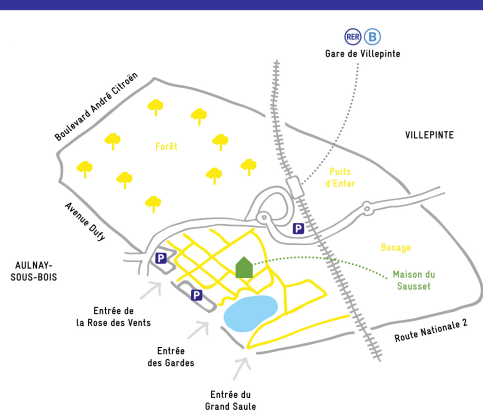 RER B
Gare de Villepinte
Boulevard André Citroën
VILLEPINTE
Forêt
Puits
d'Enfer
Avenue Dufy
P
Bocage
AULNAY-
SOUS-BOIS
P
Maison du
Sausset
P
Entrée de
la Rose des Vents
Route Nationale 2
Entrée
des Gardes
Entrée du
Grand Saule